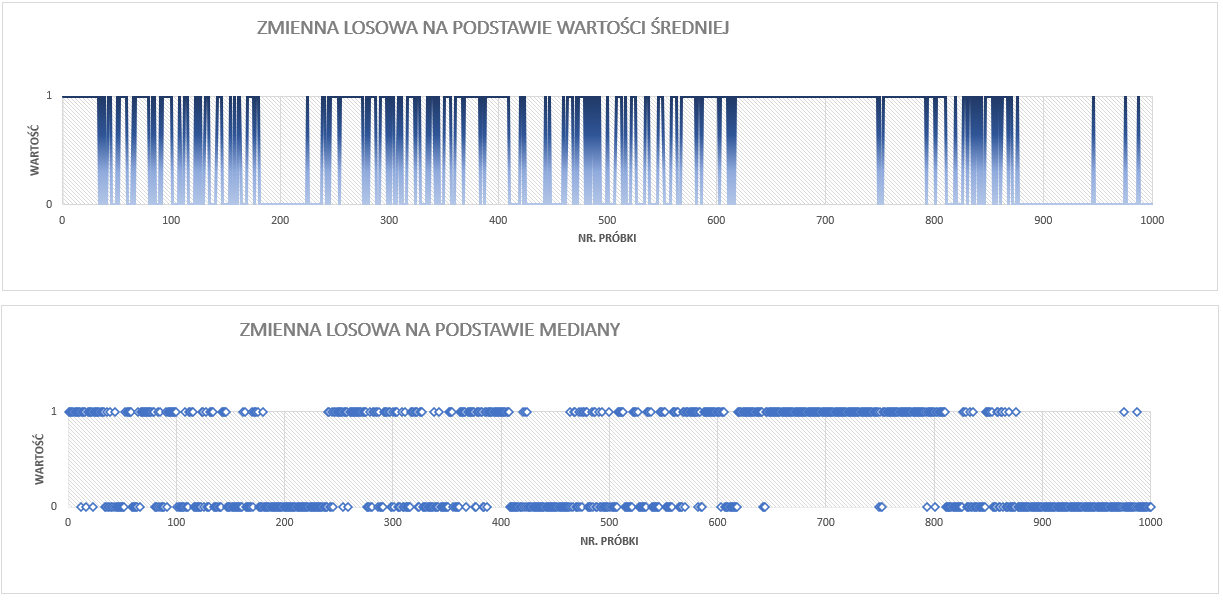 ZMIENNA LOSOWA NA PODSTAWIE WARTOŚCI ŚREDNIEJ
1
WARTOŚĆ
0
0 100 200 300 400 500 600 700 800 900 1000
NR. PRÓBKI
ZMIENNA LOSOWA NA PODSTAWIE MEDIANY
1
WARTOŚĆ
0
0 100 200 300 400 500 600 700 800 900 1000
NR. PRÓBKI